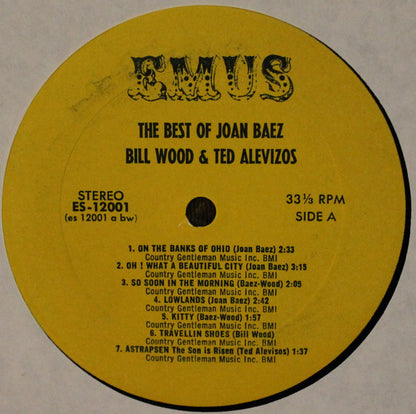 EMUS
THE BEST OF JOAN BAEZ
BILL WOOD & TED ALEVIZOS
STEREO
ES-12001
(es 12001 a bw)
33⅓ RPM
SIDE A
1. ON THE BANKS OF OHIO (Joan Baez) 2:33
Country Gentleman Music Inc. BMI
2. OH ! WHAT A BEAUTIFUL CITY (Joan Baez) 3:15
Country Gentleman Music Inc. BMI
3. SO SOON IN THE MORNING (Baez-Wood) 2:05
Country Gentleman Music Inc. BMI
4. LOWLANDS (Joan Baez) 2:42
Country Gentleman Music Inc. BMI
5. KITTY (Baez-Wood) 1:57
Country Gentleman Music Inc. BMI
6. TRAVELLIN SHOES (Bill Wood)
Country Gentleman Music Inc. BMI
7. ASTRAPSEN The Son is Risen (Ted Alevisos) 1:37
Country Gentleman Music Inc. BMI